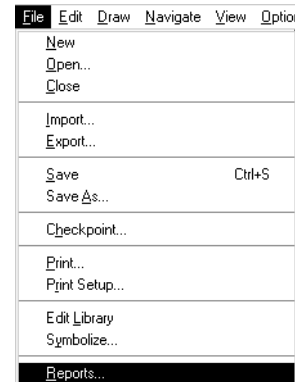 File Edit Draw Navigate View Optio
New
Open...
Close
Import...
Export...
Save Ctrl+S
Save As...
Checkpoint...
Print...
Print Setup...
Edit Library
Symbolize...
Reports...